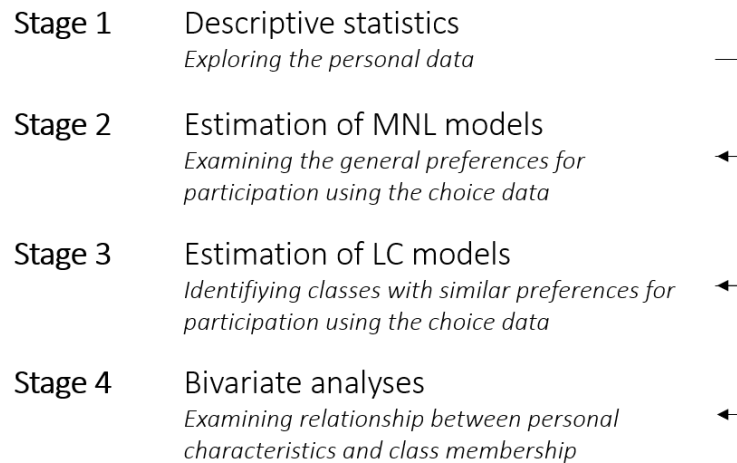 Stage 1 Descriptive statistics
Exploring the personal data
Stage 2 Estimation of MNL models
Examining the general preferences for
participation using the choice data
Stage 3 Estimation of LC models
Identifiying classes with similar preferences for
participation using the choice data
Stage 4 Bivariate analyses
Examining relationship between personal
characteristics and class membership